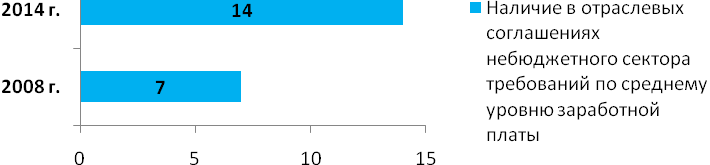 2014 г.
14
2008 г.
7
0 5 10 15
Наличие в отраслевых
соглашениях
небюджетного сектора
требований по среднему
уровню заработной
платы